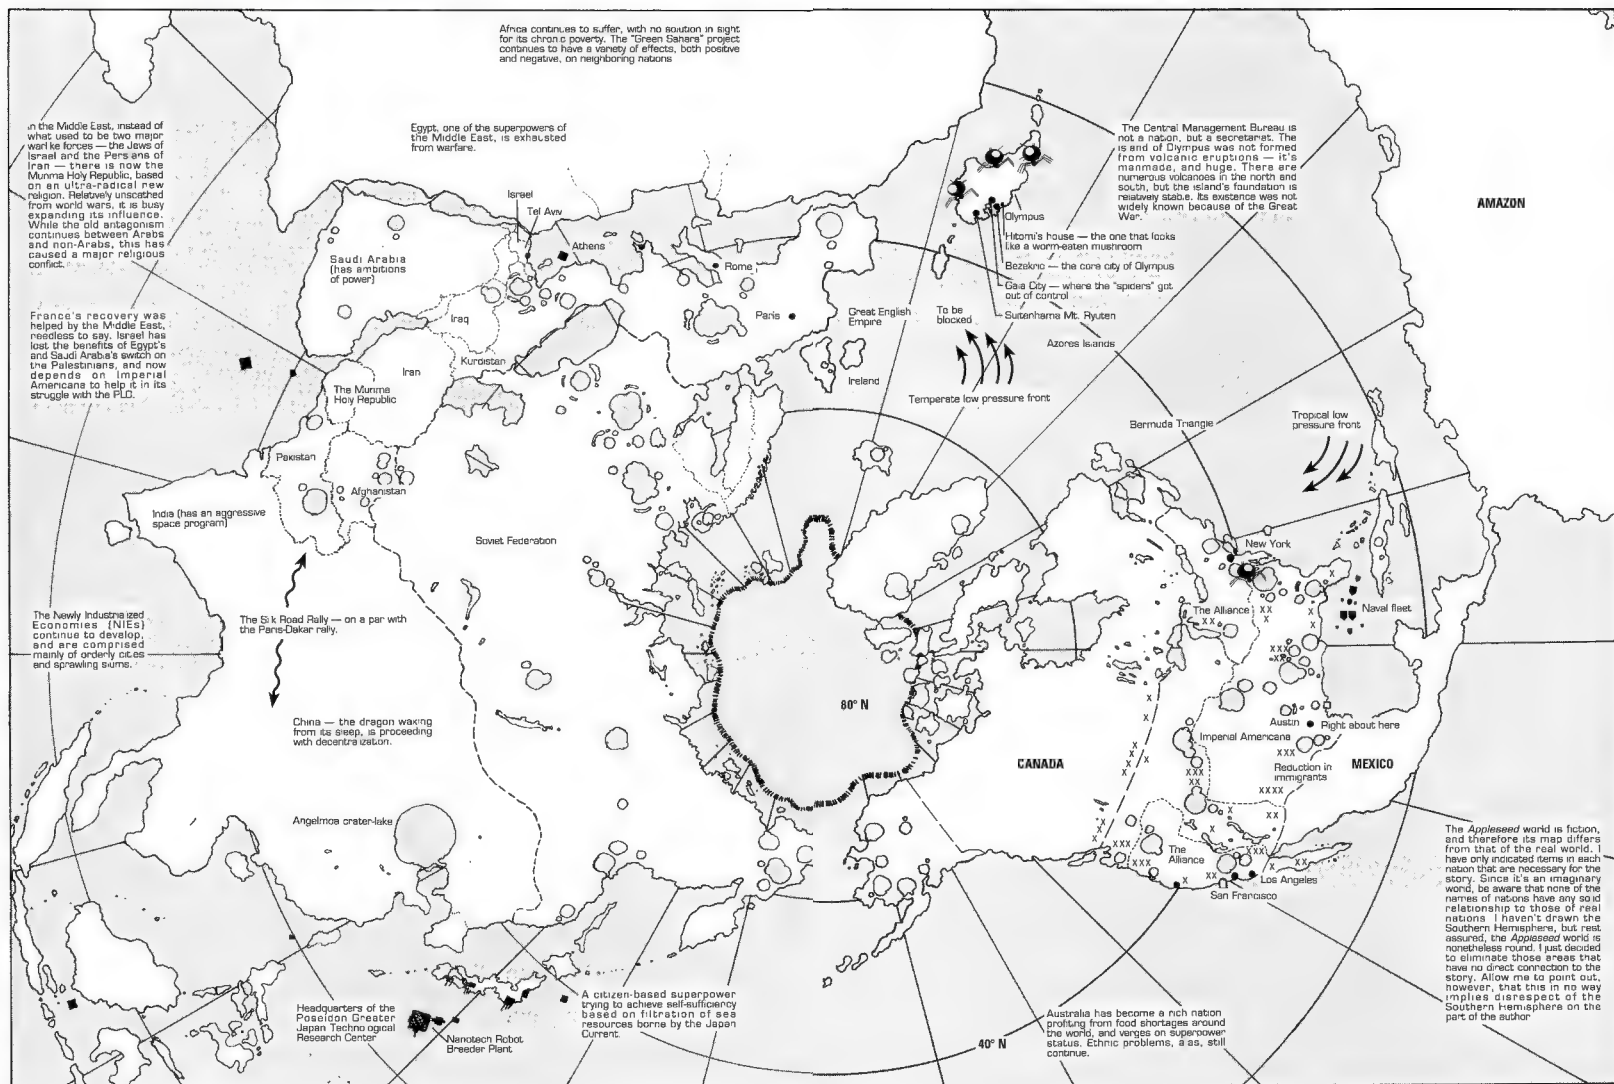 Africa continues to suffer, with no solution in sight
for its chronic poverty. The "Green Sahara" project
continues to have a variety of effects, both positive
and negative, on neighboring nations
In the Middle East, instead of
what used to be two major
warlike forces — the Jews of
Israel and the Persians of
Iran — there is now the
Munma Holy Republic, based
on an ultra-radical new
religion. Relatively unscathed
from world wars, it is busy
expanding its influence.
While the old antagonism
continues between Arabs
and non-Arabs, this has
caused a major religious
conflict.
Egypt, one of the superpowers of
the Middle East, is exhausted
from warfare.
The Central Management Bureau is
not a nation, but a secretariat. The
island of Olympus was not formed
from volcanic eruptions — it's
manmade, and huge. There are
numerous volcanoes in the north and
south, but the island's foundation is
relatively stable. Its existence was not
widely known because of the Great
War.
AMAZON
Israel
Tel Aviv
Athens
Rome
Paris
Saudi Arabia
(has ambitions
of power)
Iraq
Kurdistan
Iran
The Munma
Holy Republic
Olympus
Hitomi's house — the one that looks
like a worm-eaten mushroom
Bezekric — the core city of Olympus
Gaia City — where the "spiders" got
out of control
Suitenhama Mt. Ryuten
Great English
Empire
To be
blocked
Azores Islands
Ireland
Temperate low pressure front
France's recovery was
helped by the Middle East,
needless to say. Israel has
lost the benefits of Egypt's
and Saudi Arabia's switch on
the Palestinians, and now
depends on Imperial
Americana to help it in its
struggle with the PLO.
Bermuda Triangle
Tropical low
pressure front
Pakistan
Afghanistan
India (has an aggressive
space program)
Soviet Federation
New York
The Alliance
XX
Naval fleet
The Newly Industrialized
Economies (NIEs)
continue to develop,
and are comprised
mainly of orderly cities
and sprawling slums.
The Silk Road Rally — on a par with
the Paris-Dakar rally.
80° N
China — the dragon waking
from its sleep, is proceeding
with decentralization.
Austin
Right about here
Imperial Americana
XXX
Reduction in
immigrants
XXXX
CANADA
MEXICO
Angelmoa crater-lake
The
Alliance
Los Angeles
San Francisco
The Appleseed world is fiction,
and therefore its map differs
from that of the real world. I
have only indicated items in each
nation that are necessary for the
story. Since it's an imaginary
world, be aware that none of the
names of nations have any solid
relationship to those of real
nations. I haven't drawn the
Southern Hemisphere, but rest
assured, the Appleseed world is
nonetheless round. I just decided
to eliminate those areas that
have no direct connection to the
story. Allow me to point out,
however, that this in no way
implies disrespect of the
Southern Hemisphere on the
part of the author
Headquarters of the
Poseidon Greater
Japan Technological
Research Center
Nanotech Robot
Breeder Plant
A citizen-based superpower
trying to achieve self-sufficiency
based on filtration of sea
resources borne by the Japan
Current.
40° N
Australia has become a rich nation
profiting from food shortages around
the world, and verges on superpower
status. Ethnic problems, alas, still
continue.